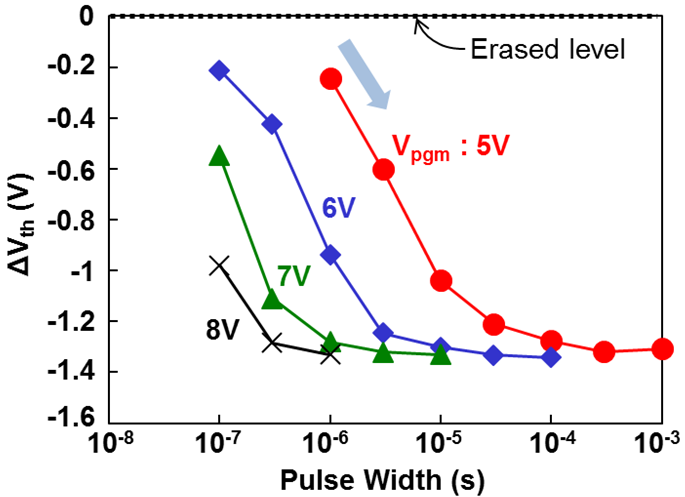 0
-0.2
-0.4
-0.6
-0.8
-1
-1.2
-1.4
-1.6
ΔVth (V)
Erased level
Vpgm : 5V
6V
7V
8V
10-8
10-7
10-6
10-5
10-4
10-3
Pulse Width (s)